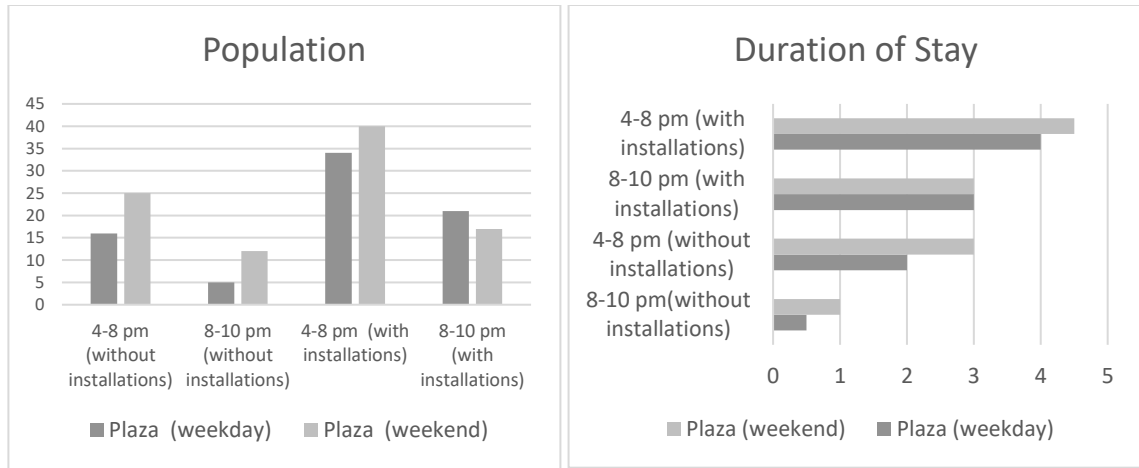 Population
45
40
35
30
25
20
15
10
5
0
4-8 pm
(without
installations)
8-10 pm
(without
installations)
4-8 pm (with
installations)
8-10 pm
(with
installations)
Plaza (weekday)
Plaza (weekend)
Duration of Stay
4-8 pm (with
installations)
8-10 pm (with
installations)
4-8 pm (without
installations)
8-10 pm(without
installations)
0 1 2 3 4 5
Plaza (weekend)
Plaza (weekday)